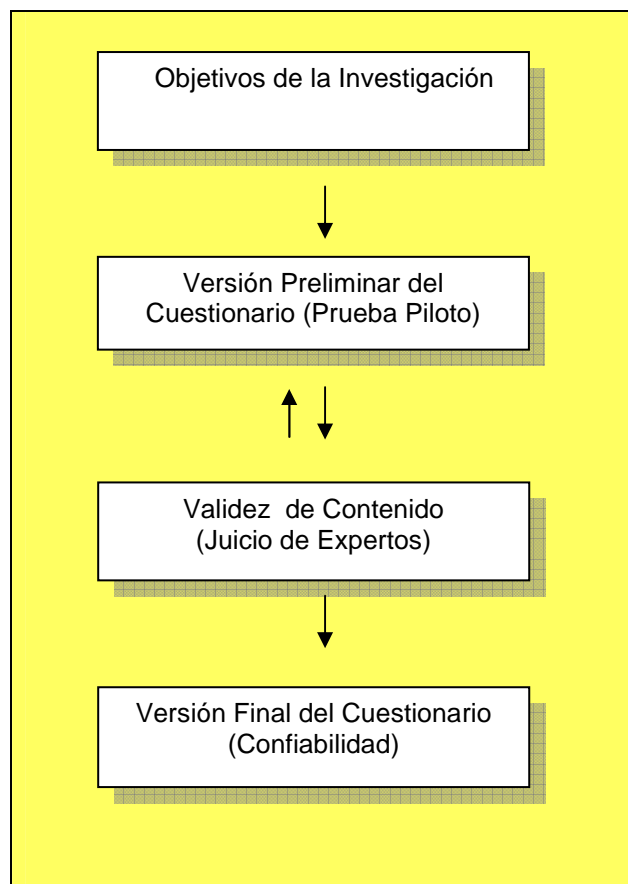 Objetivos de la Investigación
Versión Preliminar del
Cuestionario (Prueba Piloto)
Validez de Contenido
(Juicio de Expertos)
Versión Final del Cuestionario
(Confiabilidad)